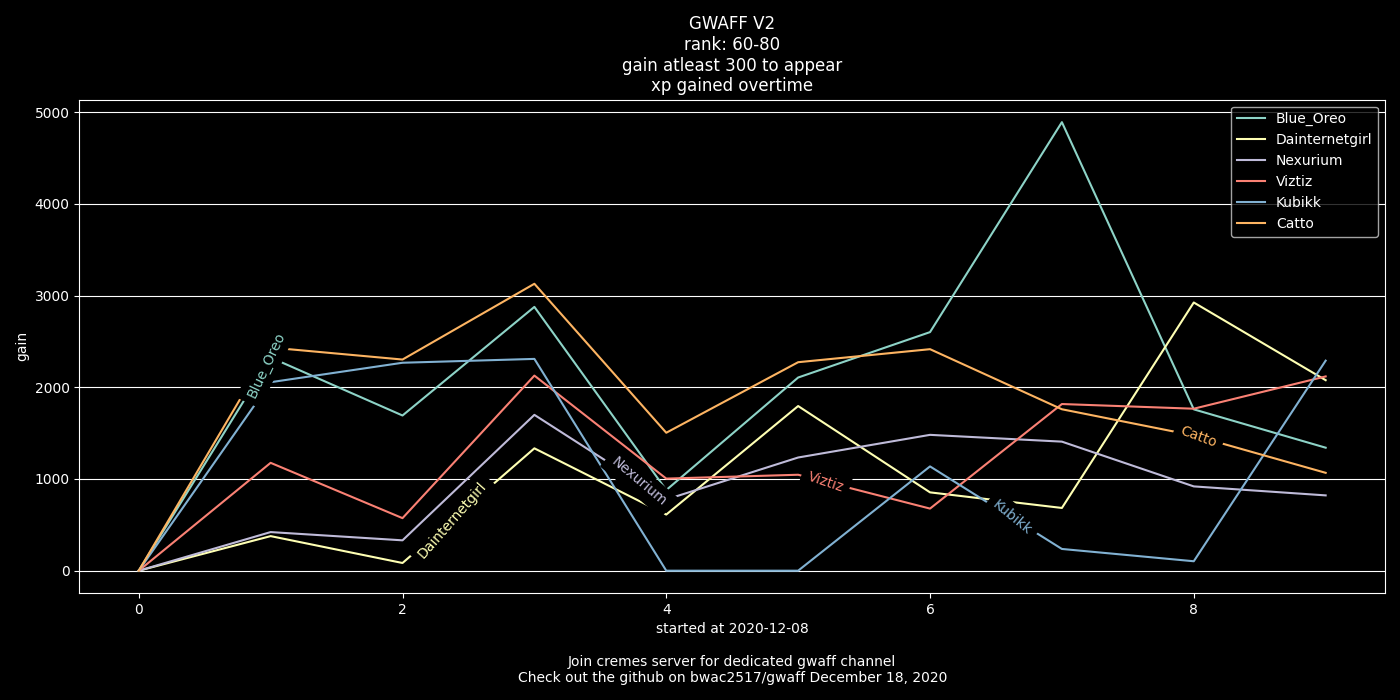 GWAFF V2
rank: 60-80
gain atleast 300 to appear
xp gained overtime
5000
4000
3000
2000
1000
0
gain
Blue_Oreo
Dainternetgirl
Nexurium
Viztiz
Kubikk
Catto
Blue_Oreo
Dainternetgirl
Nexurium
Viztiz
Kubikk
Catto
0
2
4
6
8
started at 2020-12-08
Join cremes server for dedicated gwaff channel
Check out the github on bwac2517/gwaff December 18, 2020